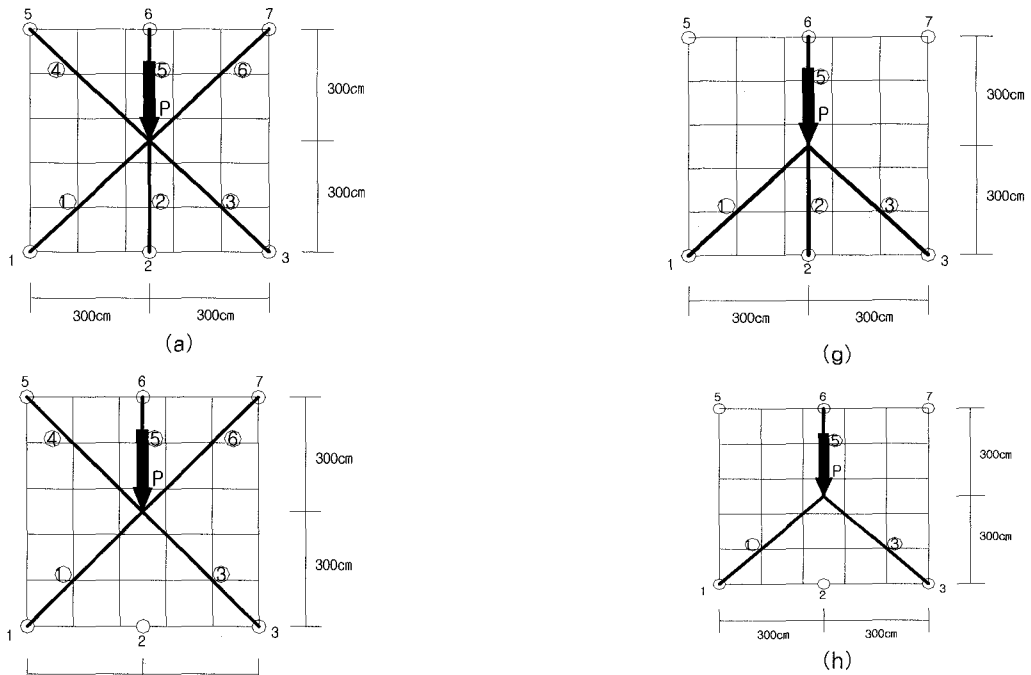 5 6 7
④ ⑤ ⑥
P
300cm
① ② ③
300cm
1 2 3
300cm 300cm
(a)
5 6 7
⑤
P
300cm
① ② ③
300cm
1 2 3
300cm 300cm
(g)
5 6 7
④ ⑤ ⑥
P
300cm
① ③
300cm
1 2 3
5 6 7
⑤
P
300cm
① ③
300cm
1 2 3
300cm 300cm
(h)